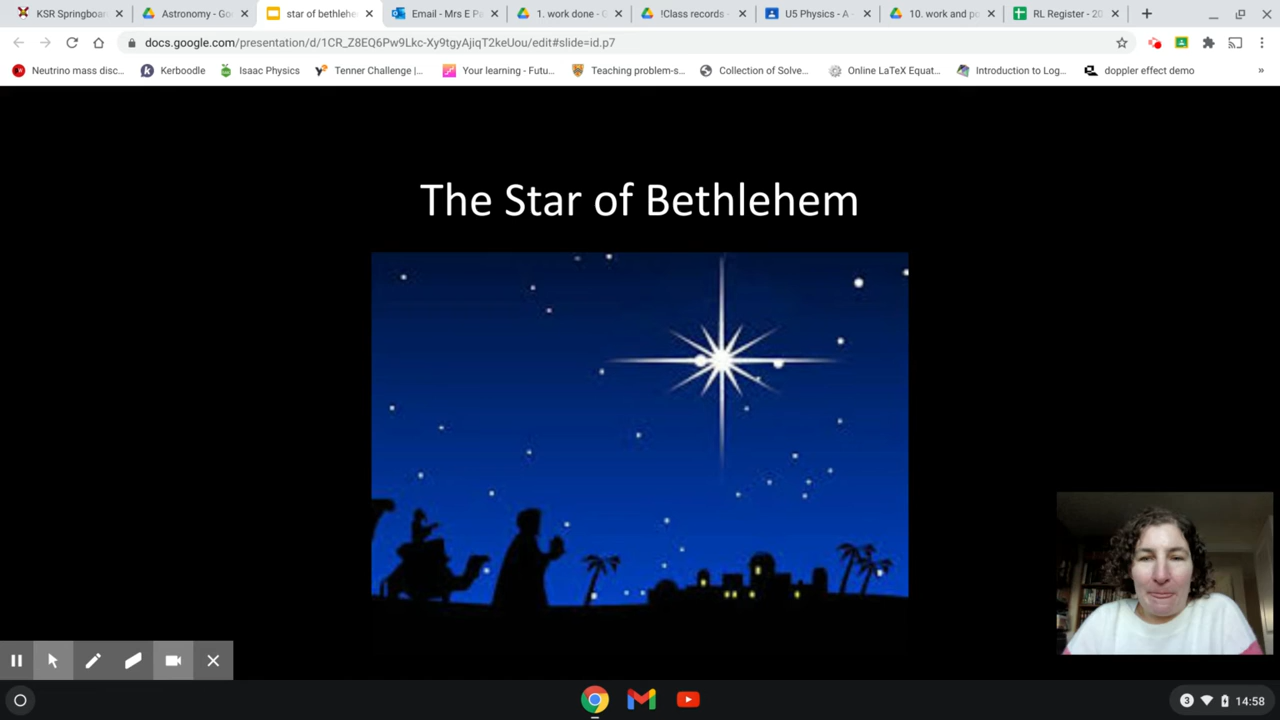 KSR Springboar
Astronomy - Go
star of bethlehe
Email - Mrs E Pa
1. work done - G
!Class records -
U5 Physics -
10. work and po
RL Register - 20
docs.google.com/presentation/d/1CR_Z8EQ6Pw9Lkc-Xy9tgyAjioT2keUou/edit#slide=id.p7
Neutrino mass disc...
Kerboodle
Isaac Physics
Tenner Challenge |...
Your learning - Futu...
Teaching problem-s...
Collection of Solve...
Online LaTeX Equat...
Introduction to Log...
doppler effect demo
»
The Star of Bethlehem
3
14:58